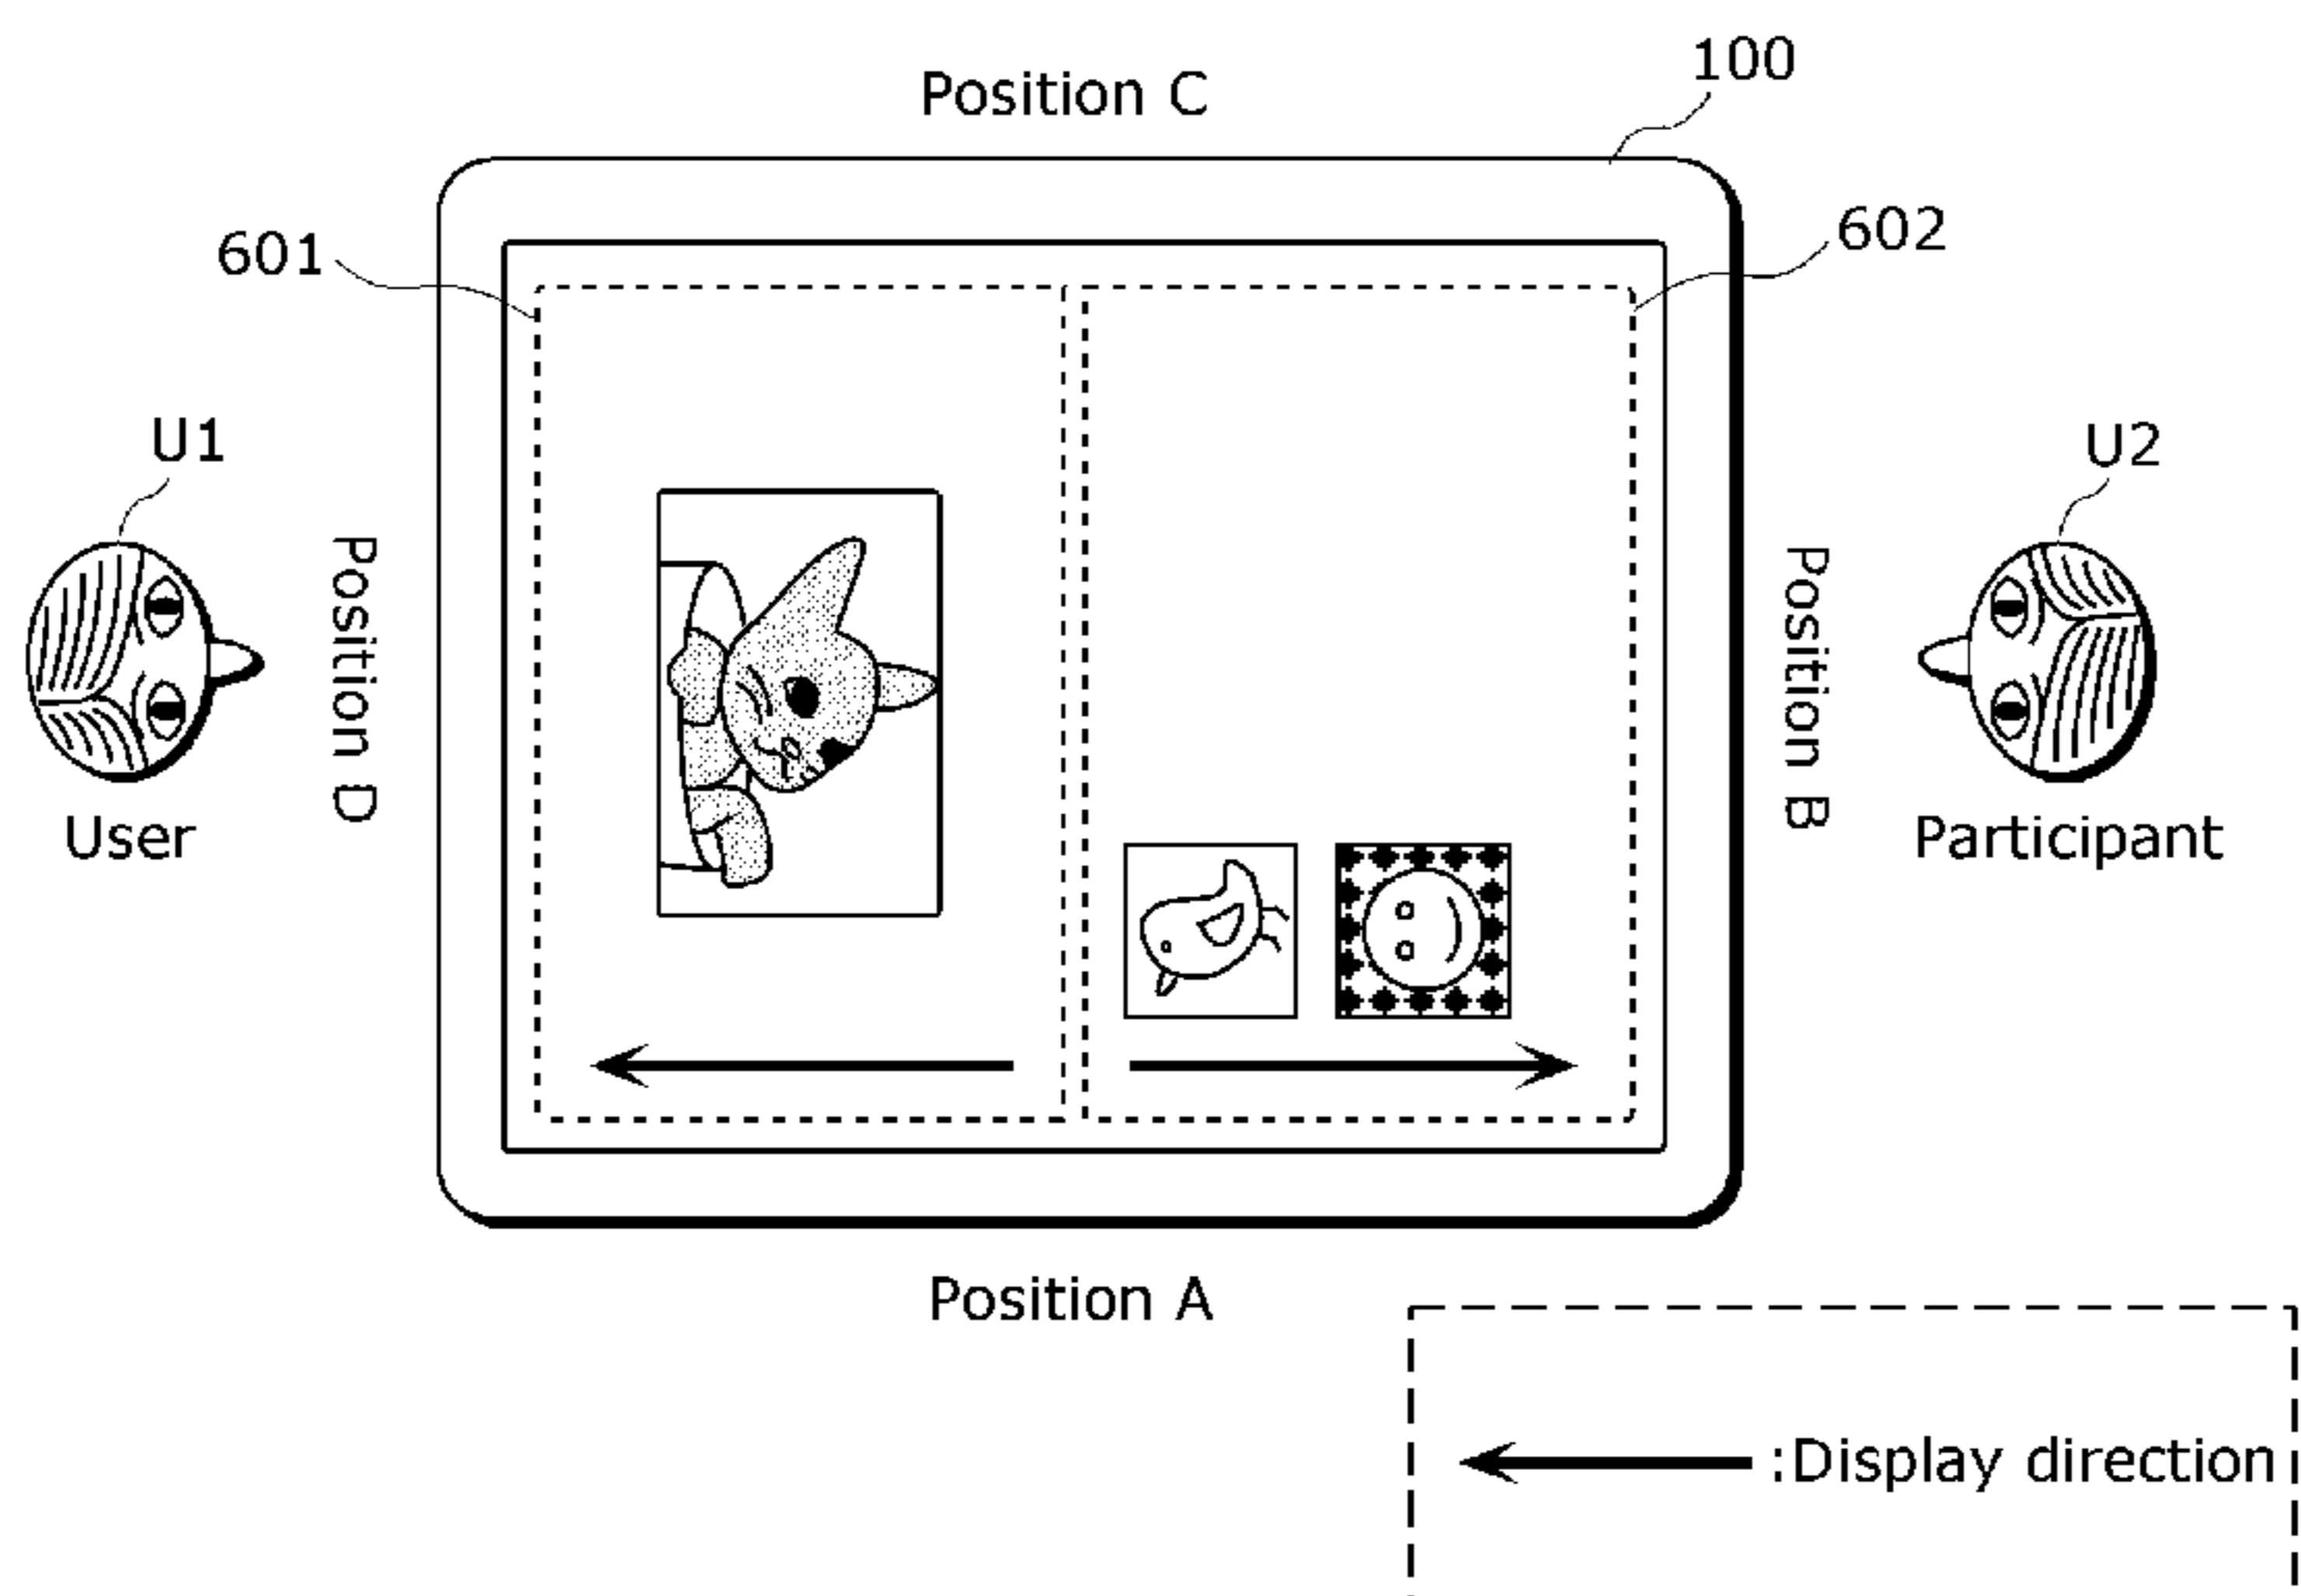 100
Position C
601
602
U1
U2
Position D
Position B
User
Participant
Position A
:Display direction